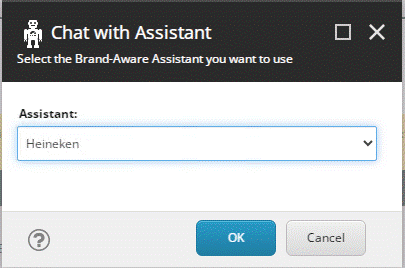 Chat with Assistant
Select the Brand-Aware Assistant you want to use
Assistant:
Heineken
?
OK
Cancel